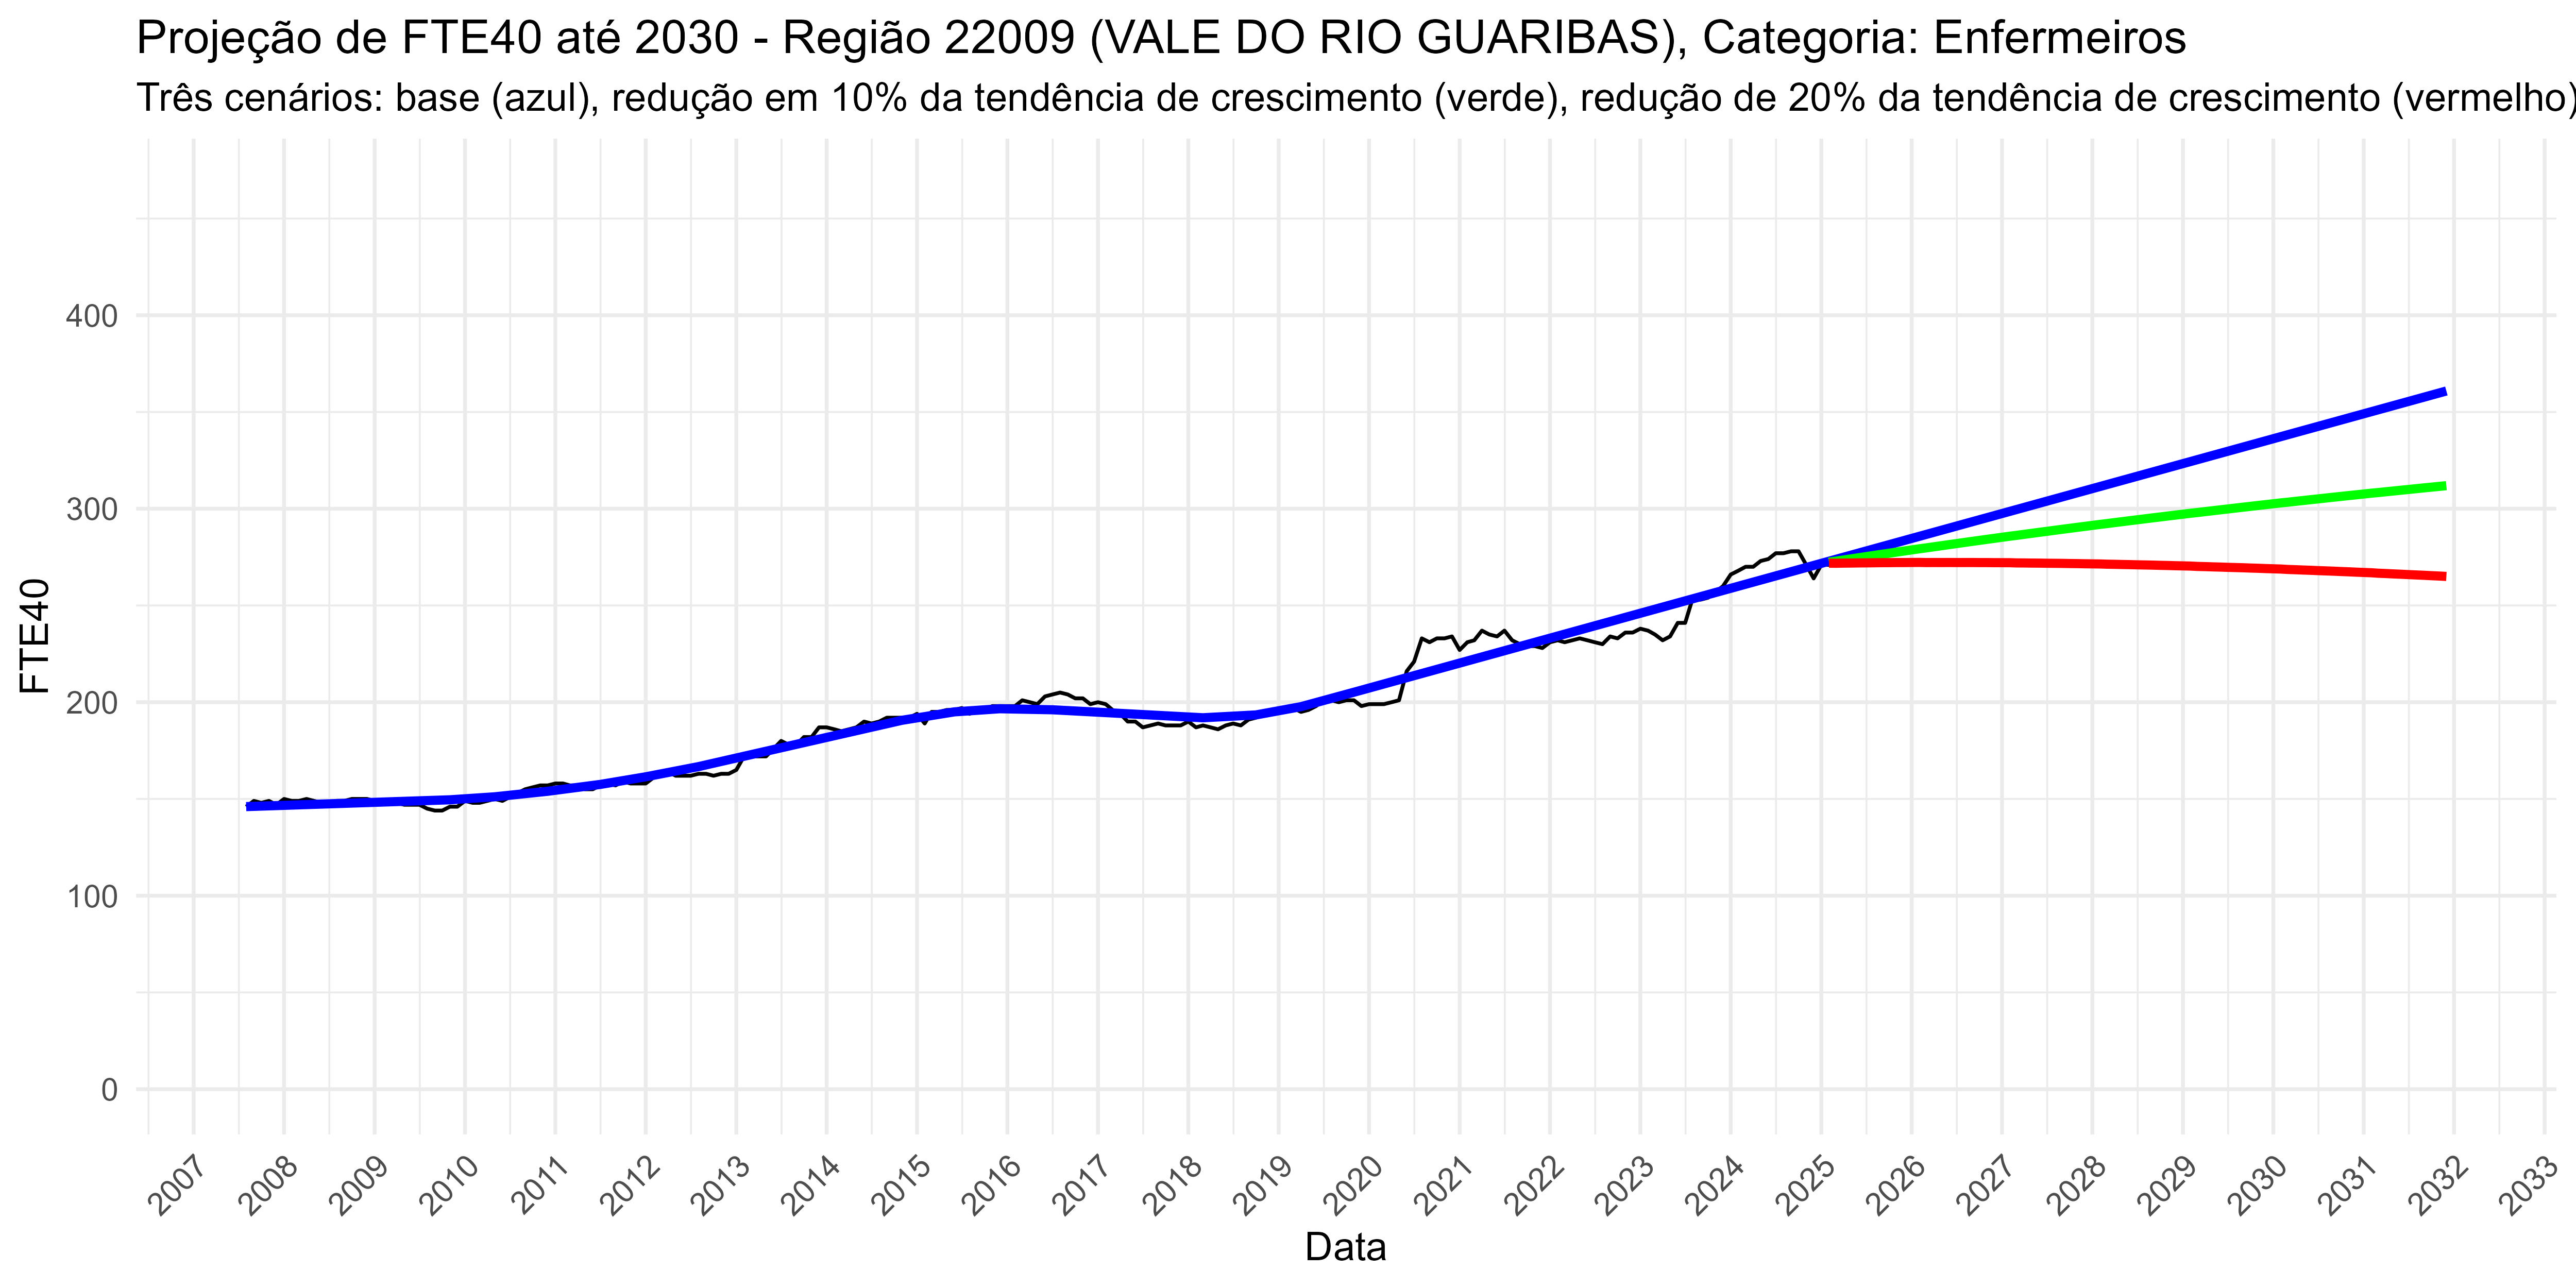 Projeção de FTE40 até 2030 - Região 22009 (VALE DO RIO GUARIBAS), Categoria: Enfermeiros
Três cenários: base (azul), redução em 10% da tendência de crescimento (verde), redução de 20% da tendência de crescimento (vermelho)
400
300
200
100
0
FTE40
2007 2008 2009 2010 2011 2012 2013 2014 2015 2016 2017 2018 2019 2020 2021 2022 2023 2024 2025 2026 2027 2028 2029 2030 2031 2032 2033
Data